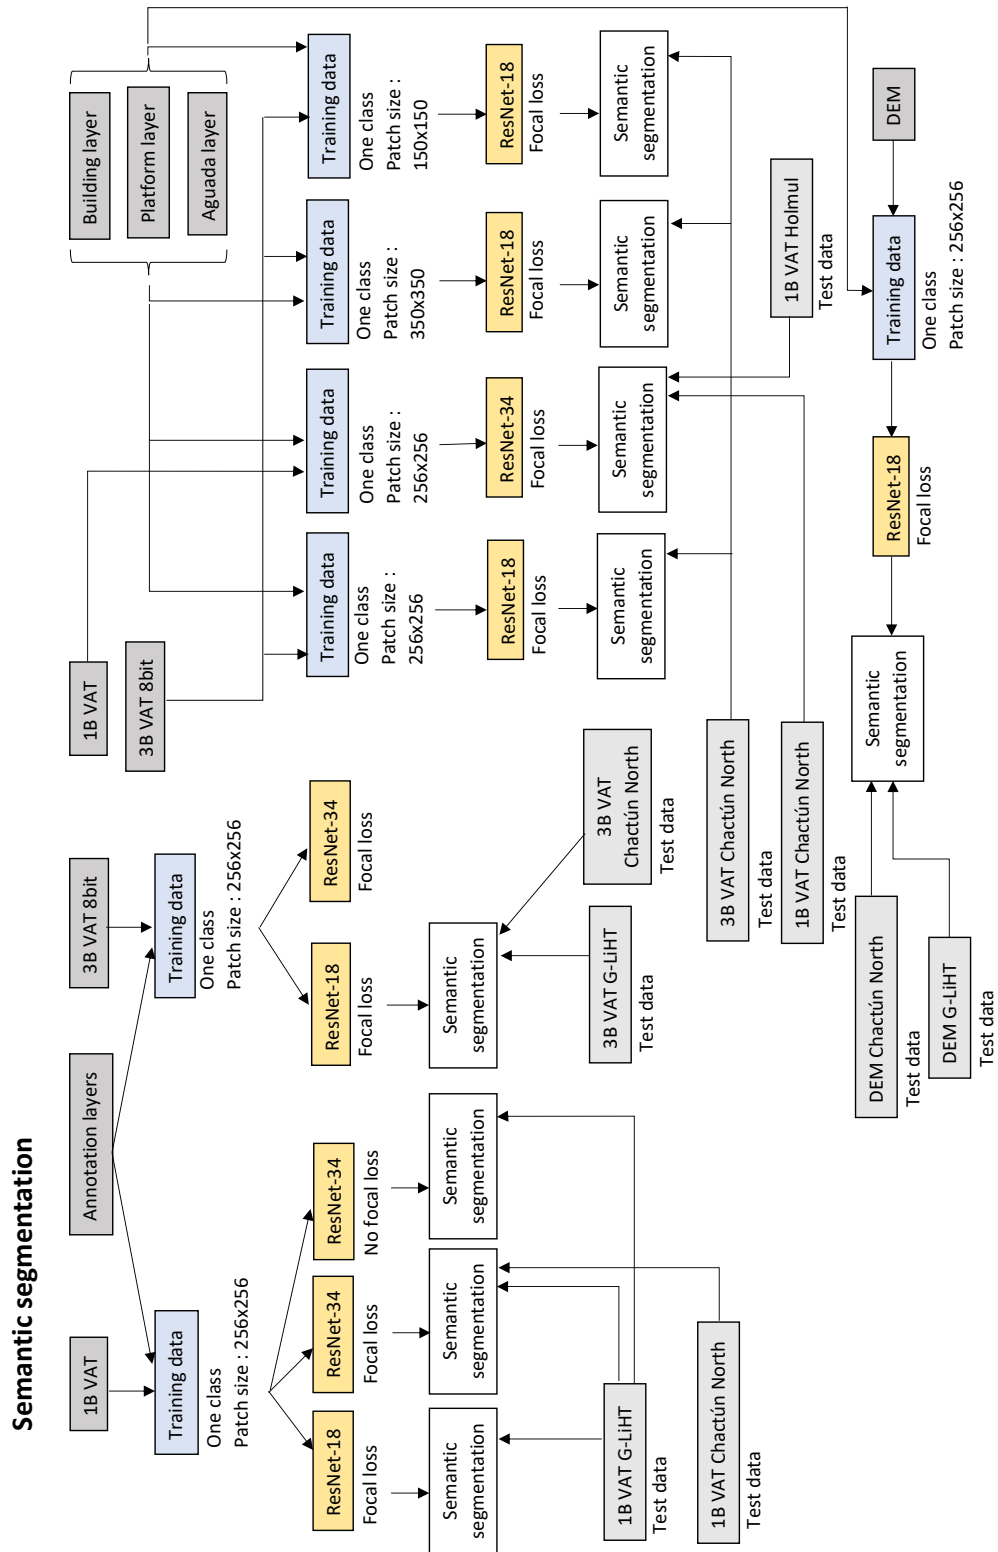 Semantic segmentation
1B VAT
Annotation layers
3B VAT 8bit
1B VAT
3B VAT 8bit
Building layer
Platform layer
Aguada layer
Training data
One class
Patch size : 256x256
Training data
One class
Patch size : 256x256
Training data
One class
Patch size :
256x256
Training data
One class
Patch size :
256x256
Training data
One class
Patch size :
350x350
Training data
One class
Patch size :
150x150
ResNet-18
Focal loss
ResNet-34
Focal loss
ResNet-34
No focal loss
ResNet-18
Focal loss
ResNet-34
Focal loss
ResNet-18
Focal loss
ResNet-34
Focal loss
ResNet-18
Focal loss
ResNet-18
Focal loss
Semantic
segmentation
Semantic
segmentation
Semantic
segmentation
Semantic
segmentation
Semantic
segmentation
Semantic
segmentation
Semantic
segmentation
Semantic
segmentation
1B VAT G-LiHT
Test data
3B VAT G-LiHT
Test data
3B VAT
Chactún North
Test data
1B VAT Chactún North
Test data
3B VAT Chactún North
Test data
1B VAT Chactún North
Test data
1B VAT Holmul
Test data
DEM Chactún North
Test data
DEM G-LiHT
Test data
Semantic
segmentation
ResNet-18
Focal loss
Training data
One class
Patch size : 256x256
DEM